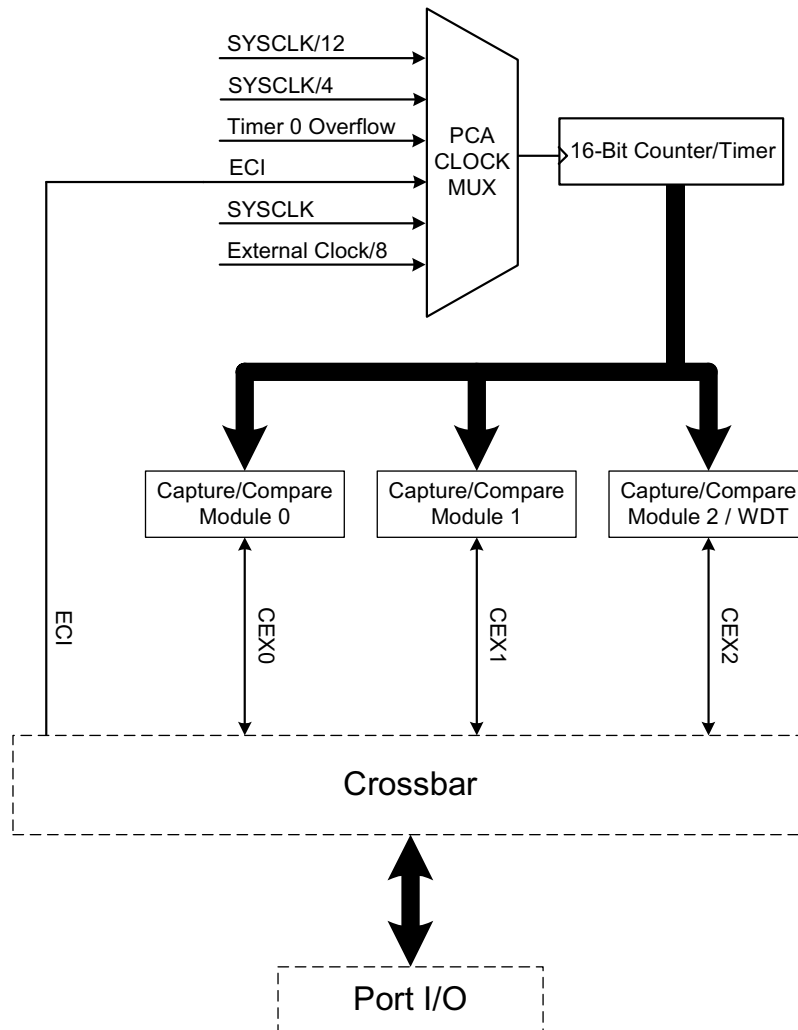 SYSCLK/12
SYSCLK/4
Timer 0 Overflow
ECI
SYSCLK
External Clock/8
PCA
CLOCK
MUX
16-Bit Counter/Timer
Capture/Compare
Module 0
Capture/Compare
Module 1
Capture/Compare
Module 2 / WDT
ECI
CEX0
CEX1
CEX2
Crossbar
Port I/O